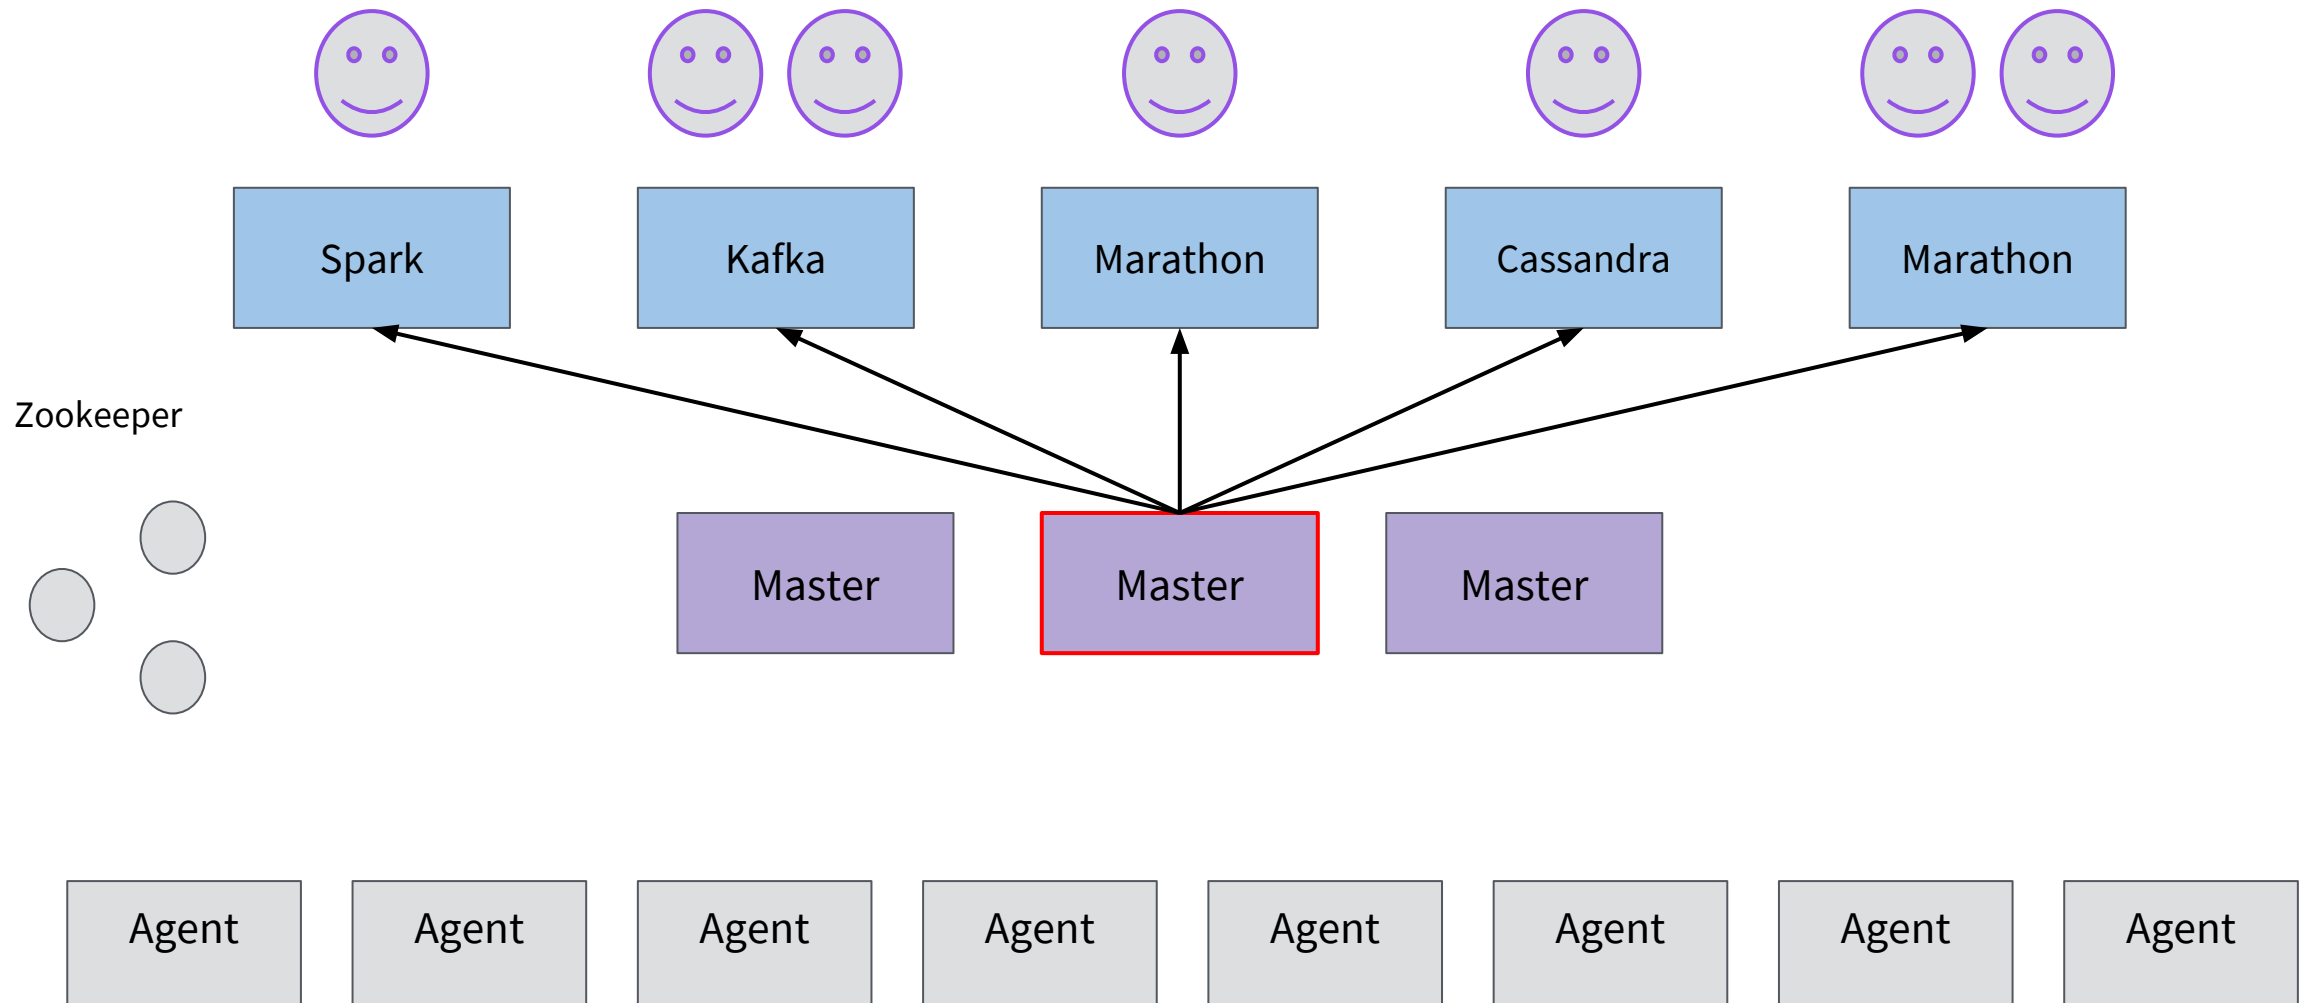 Spark
Kafka
Marathon
Cassandra
Marathon
Zookeeper
Master
Master
Master
Agent
Agent
Agent
Agent
Agent
Agent
Agent
Agent